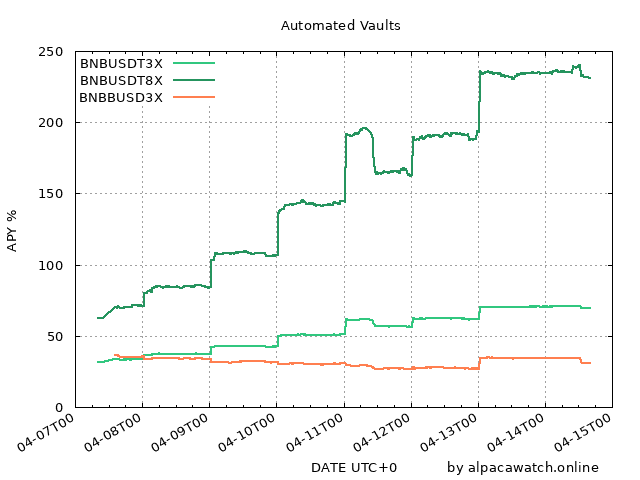 Automated Vaults
250
BNBUSDT3X
BNBUSDT8X
BNBBUSD3X
200
150
APY %
100
50
0
04-07T00
04-08T00
04-09T00
04-10T00
04-11T00
04-12T00
04-13T00
04-14T00
04-15T00
DATE UTC+0
by alpacawatch.online